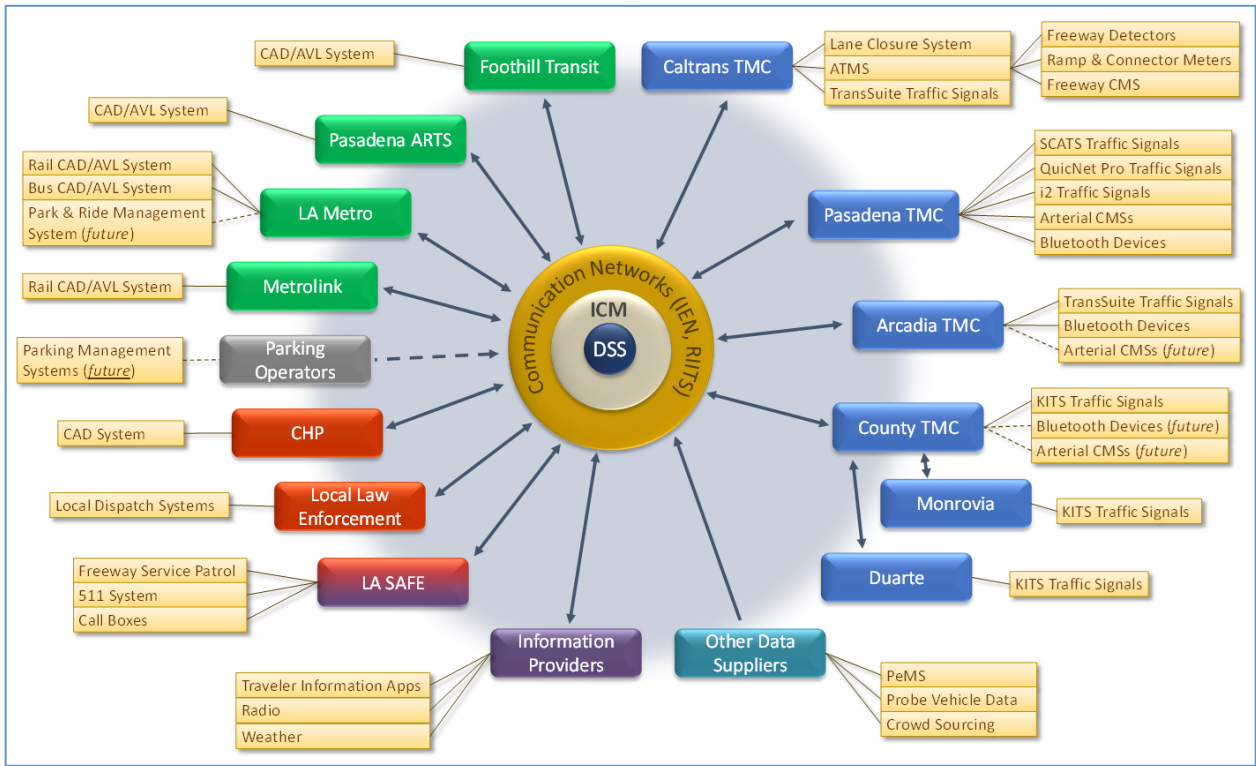 CAD/AVL System
Foothill Transit
Caltrans TMC
Lane Closure System
ATMS
TransSuite Traffic Signals
Freeway Detectors
Ramp & Connector Meters
Freeway CMS
CAD/AVL System
Pasadena ARTS
Rail CAD/AVL System
Bus CAD/AVL System
Park & Ride Management
System (future)
LA Metro
Pasadena TMC
SCATS Traffic Signals
QuicNet Pro Traffic Signals
i2 Traffic Signals
Arterial CMSs
Bluetooth Devices
Rail CAD/AVL System
Metrolink
Communication Networks (IEN, RIITS)
ICM
DSS
Arcadia TMC
TransSuite Traffic Signals
Bluetooth Devices
Arterial CMSs (future)
Parking Management
Systems (future)
Parking
Operators
CAD System
CHP
County TMC
KITS Traffic Signals
Bluetooth Devices (future)
Arterial CMSs (future)
Local Dispatch Systems
Local Law
Enforcement
Monrovia
KITS Traffic Signals
Freeway Service Patrol
511 System
Call Boxes
LA SAFE
Duarte
KITS Traffic Signals
Information
Providers
Other Data
Suppliers
Traveler Information Apps
Radio
Weather
PeMS
Probe Vehicle Data
Crowd Sourcing